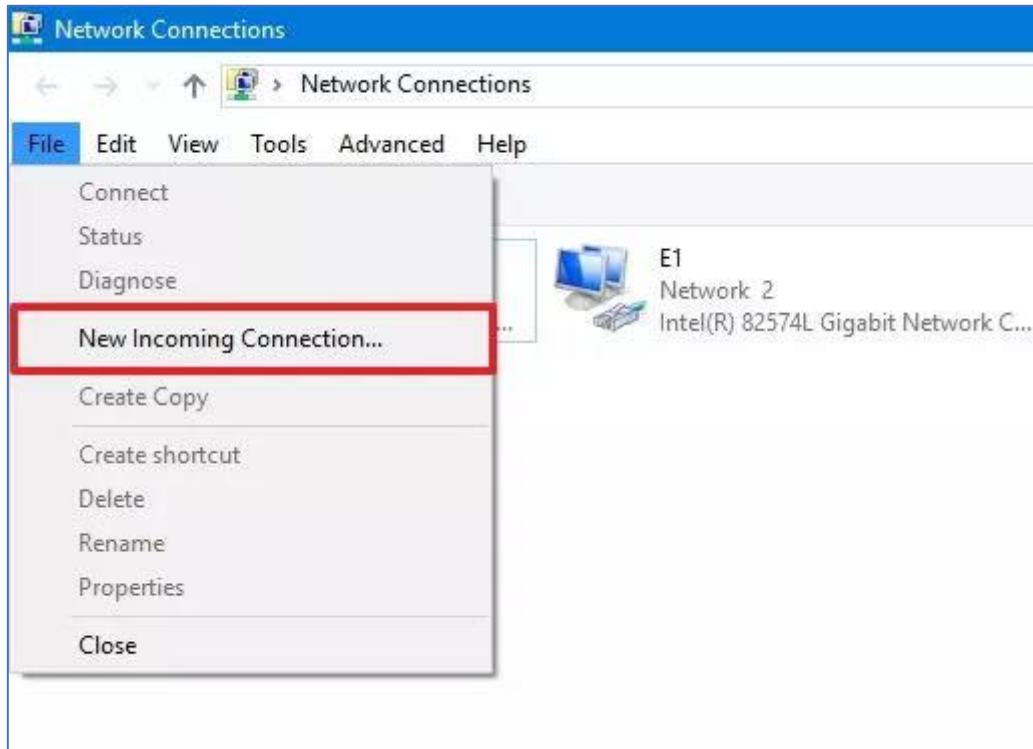 Network Connections
Network Connections
File Edit View Tools Advanced Help
Connect
Status
Diagnose
New Incoming Connection...
Create Copy
Create shortcut
Delete
Rename
Properties
Close
...
E1
Network 2
Intel(R) 82574L Gigabit Network C...